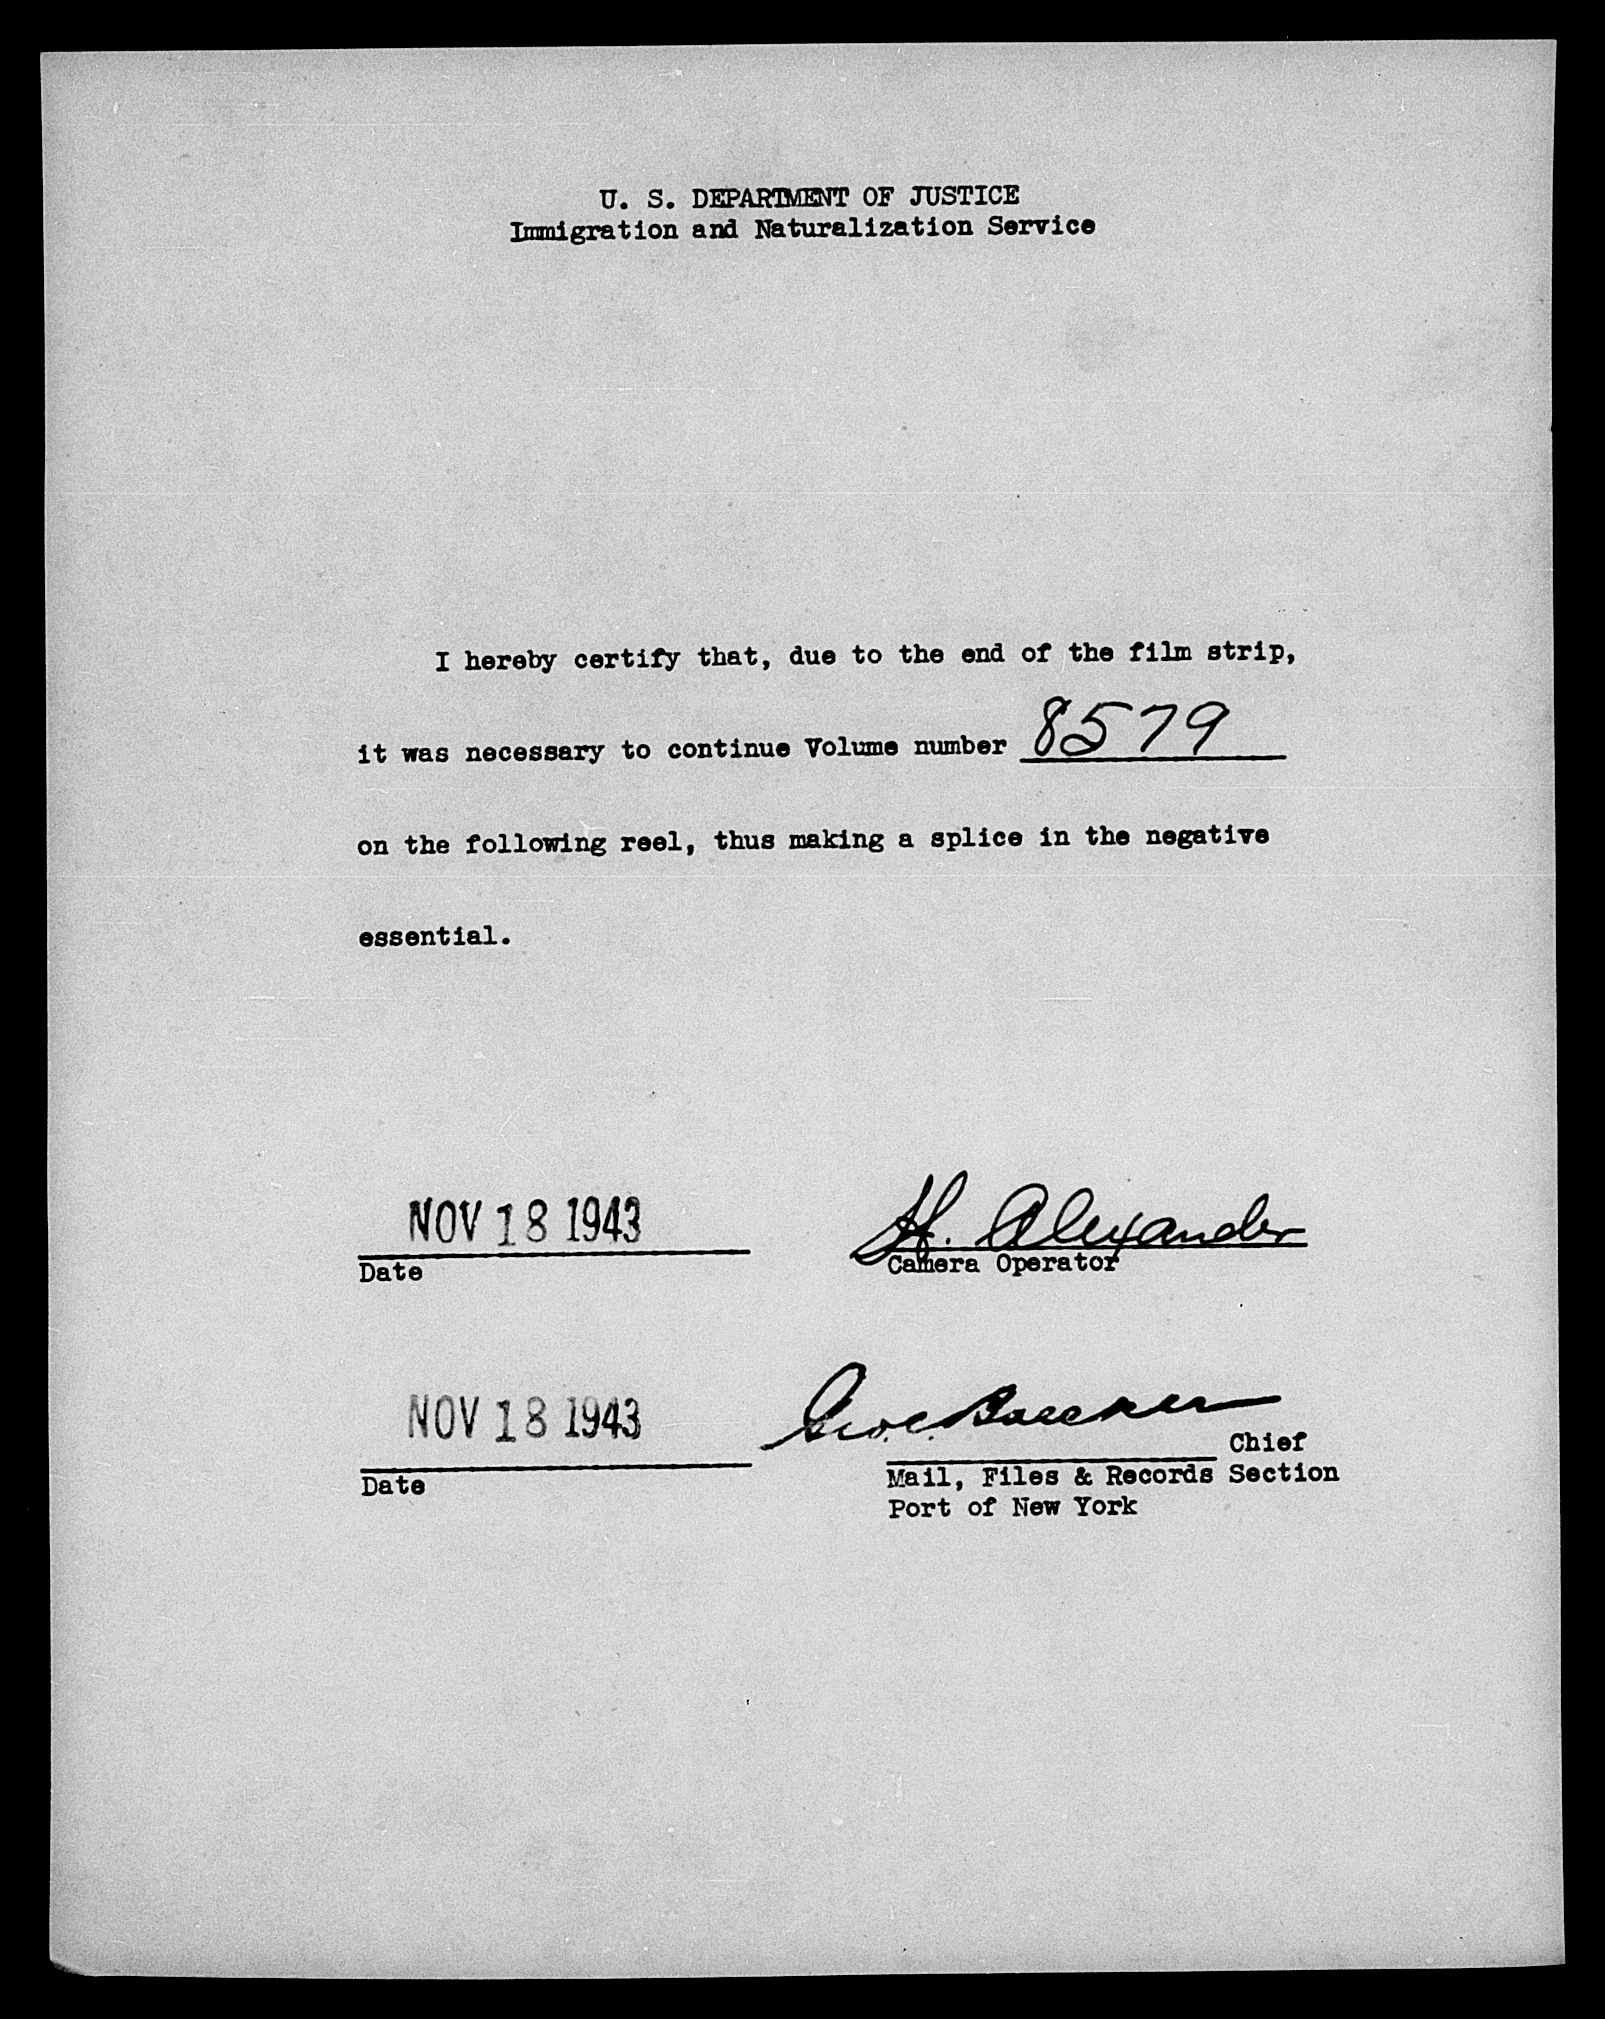 U. S. DEPARTMENT OF JUSTICE
Immigration and Naturalization Service
I hereby certify that, due to the end of the film strip,
it was necessary to continue Volume number 8579
on the following reel, thus making a splice in the negative
essential.
NOV 18 1943
H. Alexander
Date
Camera Operator
NOV 18 1943
Chief
Date
Mail, Files & Records Section
Port of New York